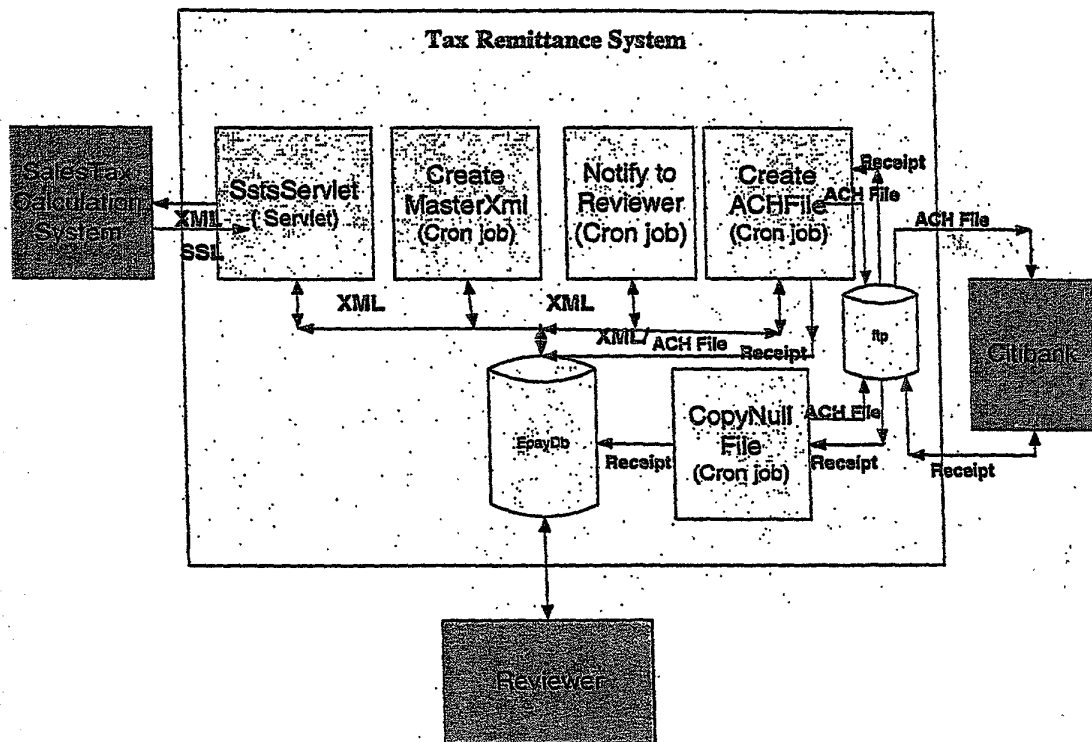 Tax Remittance System
SalesTax
Calculation
System
XML
SSL
SstsServlet
( Servlet)
Create
MasterXml
(Cron job)
Notify to
Reviewer
(Cron job)
Create
ACHFile
(Cron job)
Receipt
ACH File
ACH File
XML
XML
XML/
ACH File
Receipt
ftp
Citibank
EpayDb
CopyNull
File
(Cron job)
ACH File
Receipt
Receipt
Receipt
Reviewer